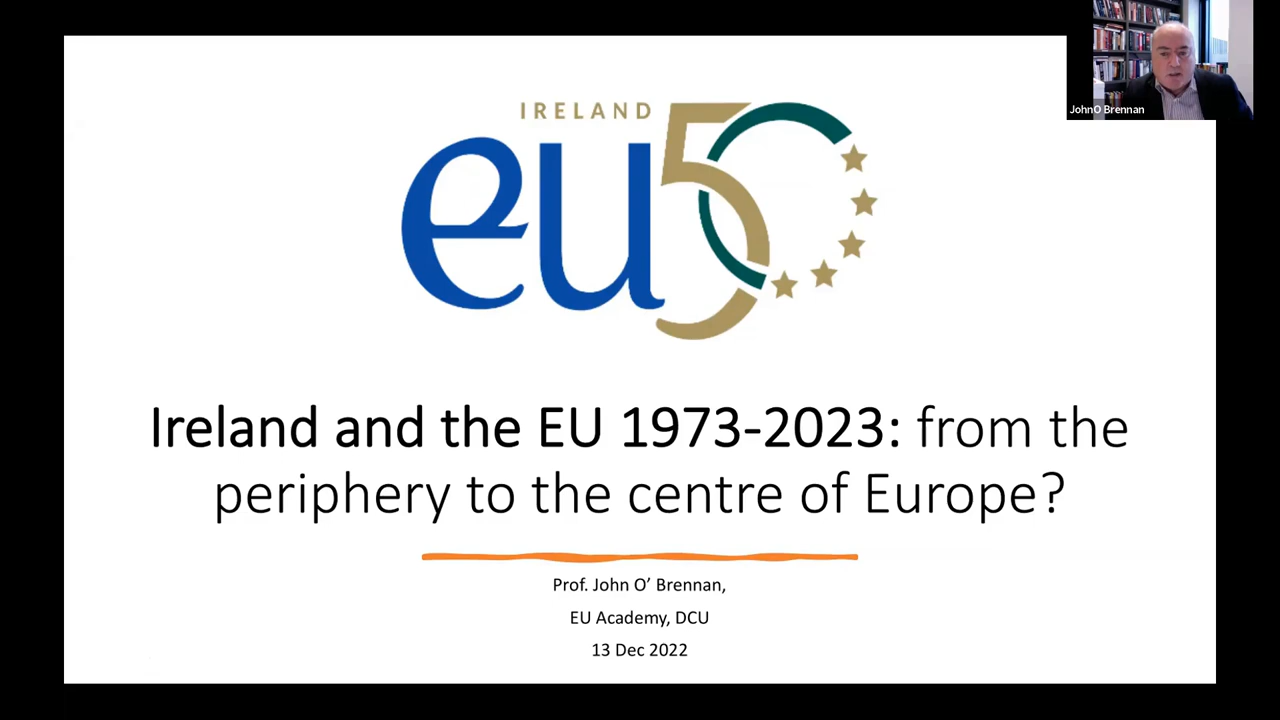 JohnO Brennan
IRELAND
eu50
Ireland and the EU 1973-2023: from the
periphery to the centre of Europe?
Prof. John O’ Brennan,
EU Academy, DCU
13 Dec 2022